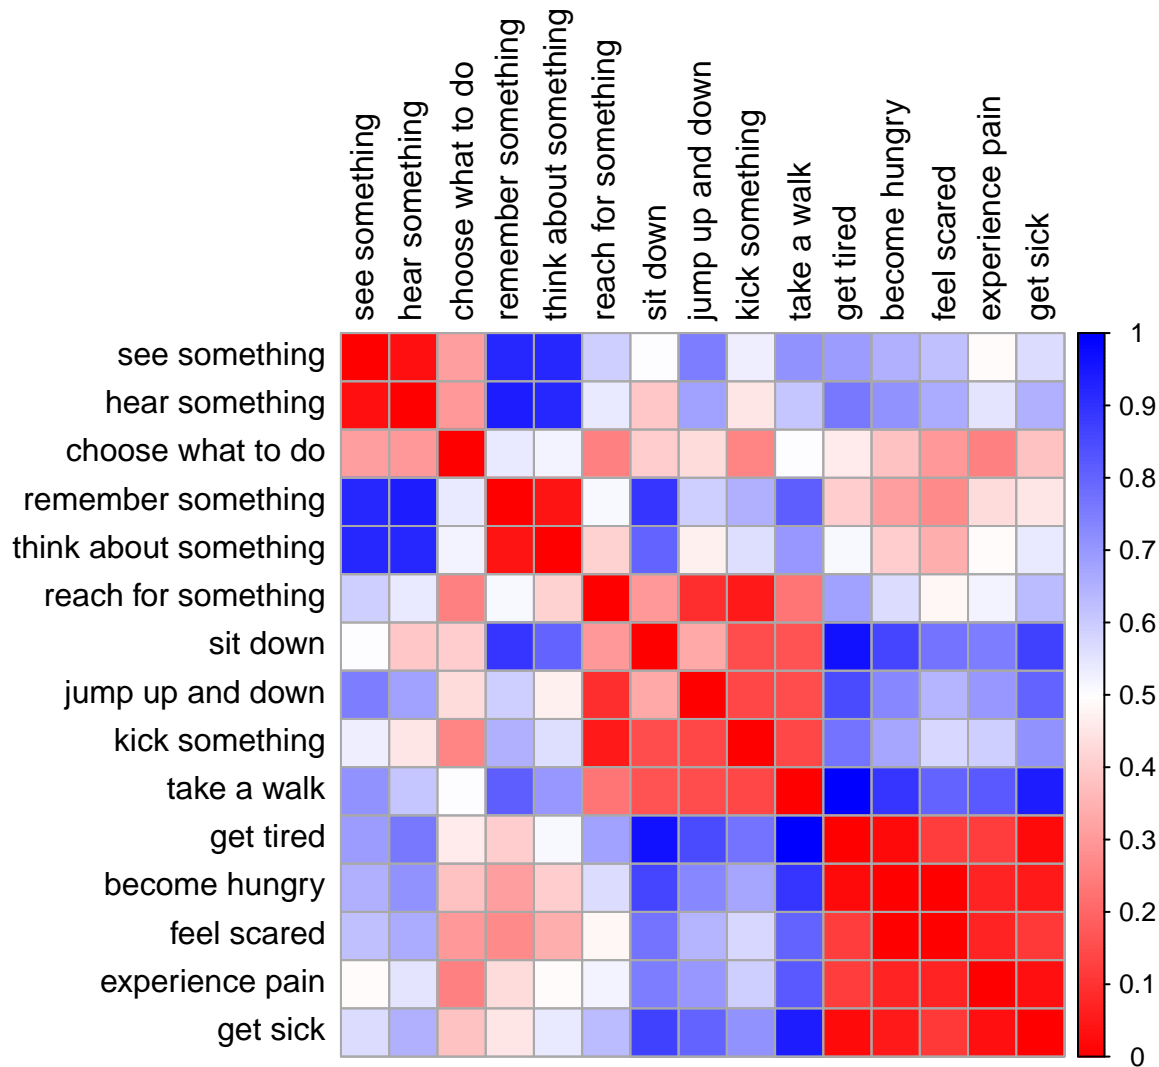 see something
hear something
choose what to do
remember something
think about something
reach for something
sit down
jump up and down
kick something
take a walk
get tired
become hungry
feel scared
experience pain
get sick
see something
hear something
choose what to do
remember something
think about something
reach for something
sit down
jump up and down
kick something
take a walk
get tired
become hungry
feel scared
experience pain
get sick
1
0.9
0.8
0.7
0.6
0.5
0.4
0.3
0.2
0.1
0